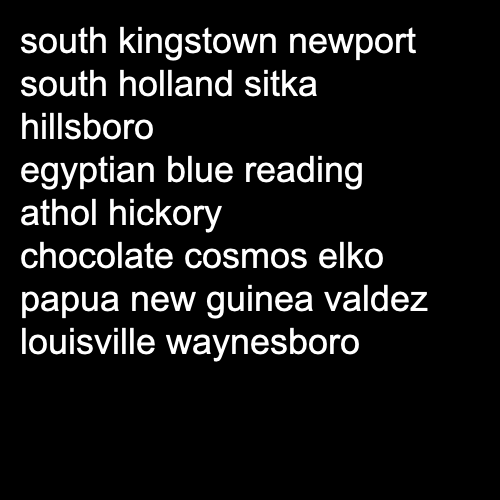 south kingstown newport
south holland sitka
hillsboro
egyptian blue reading
athol hickory
chocolate cosmos elko
papua new guinea valdez
louisville waynesboro